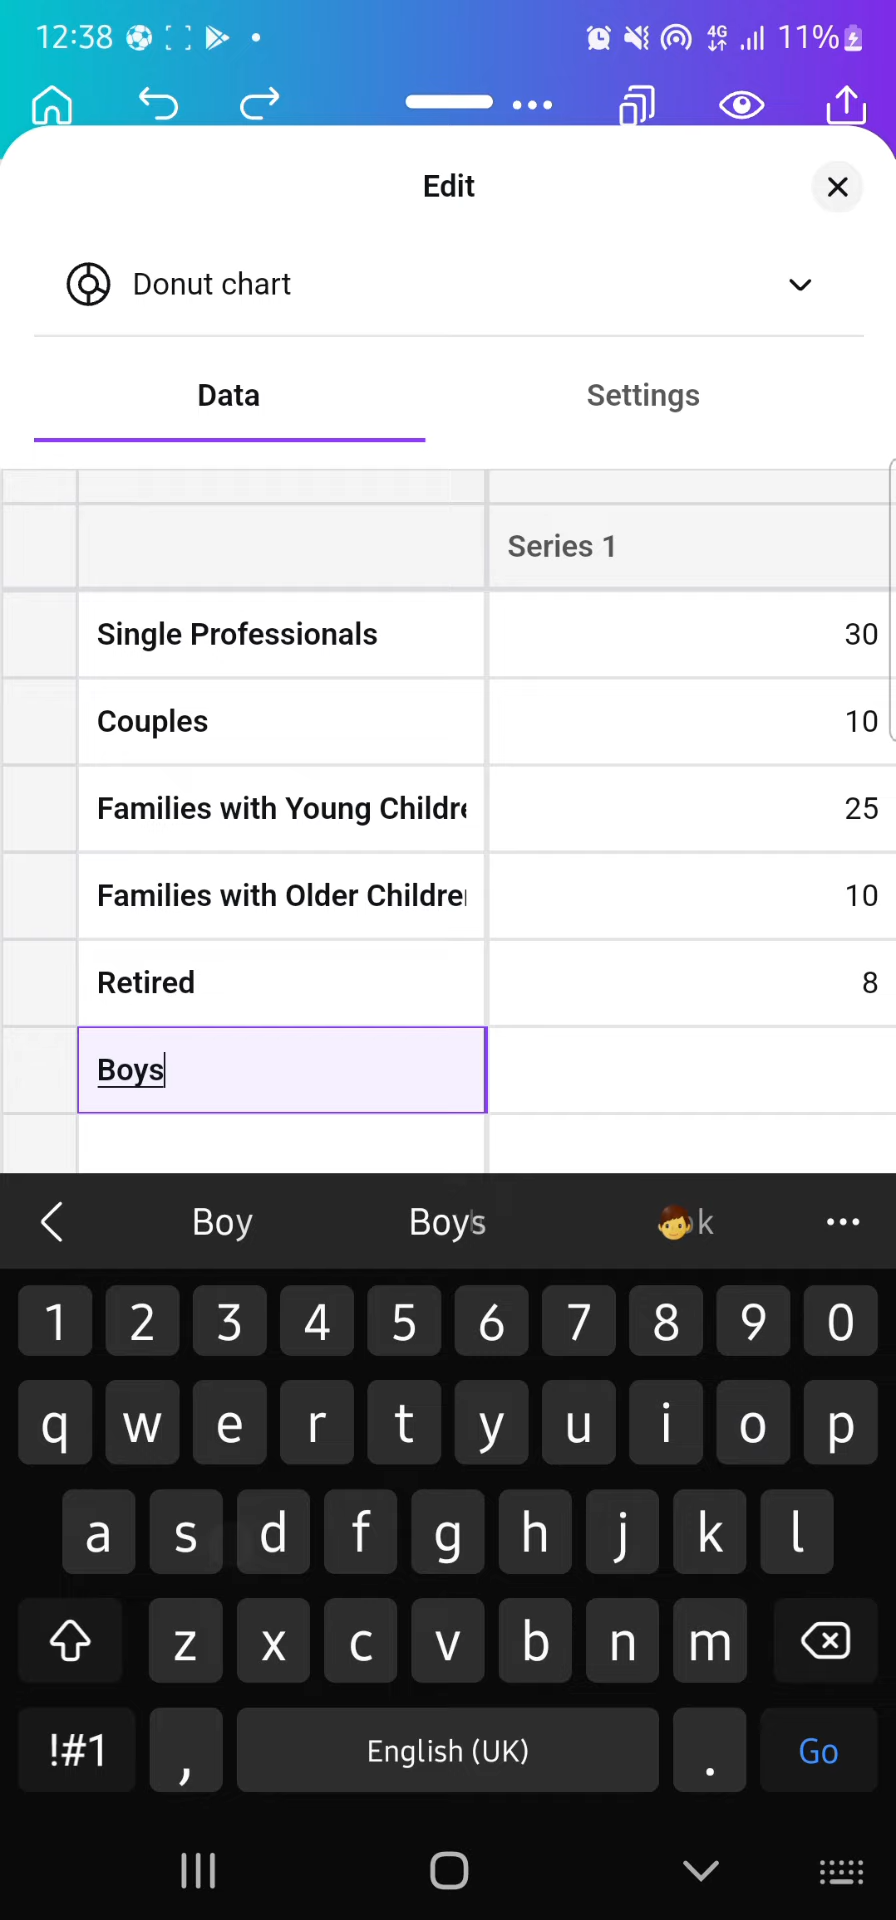 12:38
4G
11%
Edit
Donut chart
Data
Settings
Series 1
Single Professionals
30
Couples
10
Families with Young Childre
25
Families with Older Childre
10
Retired
8
Boys
Boy
Boys
k
1 2 3 4 5 6 7 8 9 0
q w e r t y u i o p
a s d f g h j k l
z x c v b n m
!#1 , English (UK) . Go